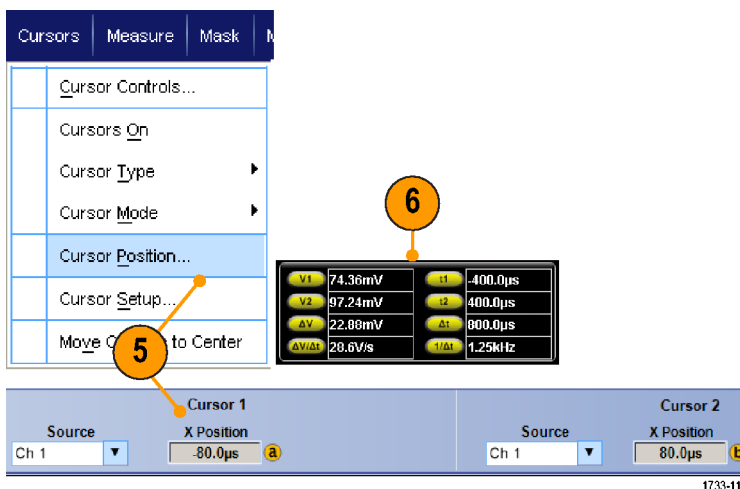 Cursors Measure Mask
Cursor Controls...
Cursors On
Cursor Type
Cursor Mode
6
Cursor Position...
V1 74.36mV t1 -400.0µs
V2 97.24mV t2 400.0µs
Cursor Setup...
ΔV 22.88mV Δt 800.0µs
Move to Center
5
ΔV/Δt 28.6V/s 1/Δt 1.25kHz
Cursor 1 Cursor 2
Source X Position Source X Position
Ch 1 -80.0µs a Ch 1 80.0µs b
1733-11